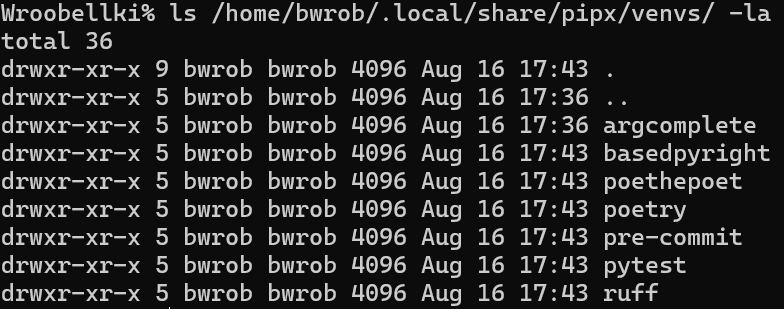 Wroobellki% ls /home/bwrob/.local/share/pipx/venvs/ -la
total 36
drwxr-xr-x 9 bwrob bwrob 4096 Aug 16 17:43 .
drwxr-xr-x 5 bwrob bwrob 4096 Aug 16 17:36 ..
drwxr-xr-x 5 bwrob bwrob 4096 Aug 16 17:36 argcomplete
drwxr-xr-x 5 bwrob bwrob 4096 Aug 16 17:43 basedpyright
drwxr-xr-x 5 bwrob bwrob 4096 Aug 16 17:43 poethepoet
drwxr-xr-x 5 bwrob bwrob 4096 Aug 16 17:43 poetry
drwxr-xr-x 5 bwrob bwrob 4096 Aug 16 17:43 pre-commit
drwxr-xr-x 5 bwrob bwrob 4096 Aug 16 17:43 pytest
drwxr-xr-x 5 bwrob bwrob 4096 Aug 16 17:43 ruff